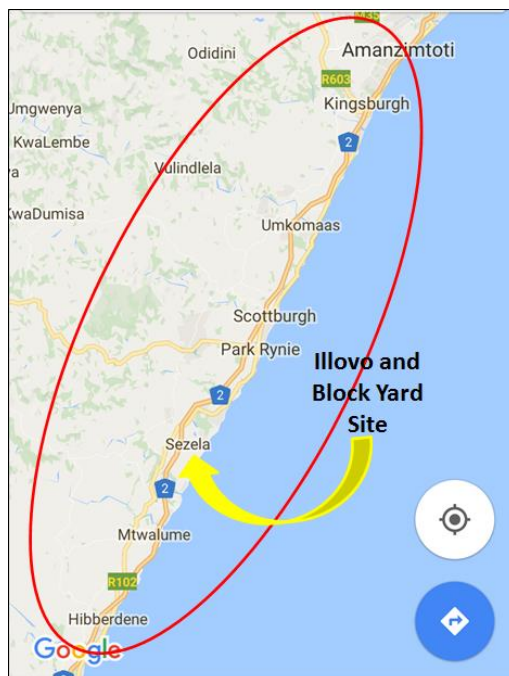 M35
Odidini
Amanzimtoti
R603
Kingsburgh
Umgwenya
2
KwaLembe
Vulindlela
KwaDumisa
Umkomaas
Scottburgh
Park Rynie
Illovo and
Block Yard
Site
2
Sezela
2
Mtwalume
R102
Hibberdene
Google